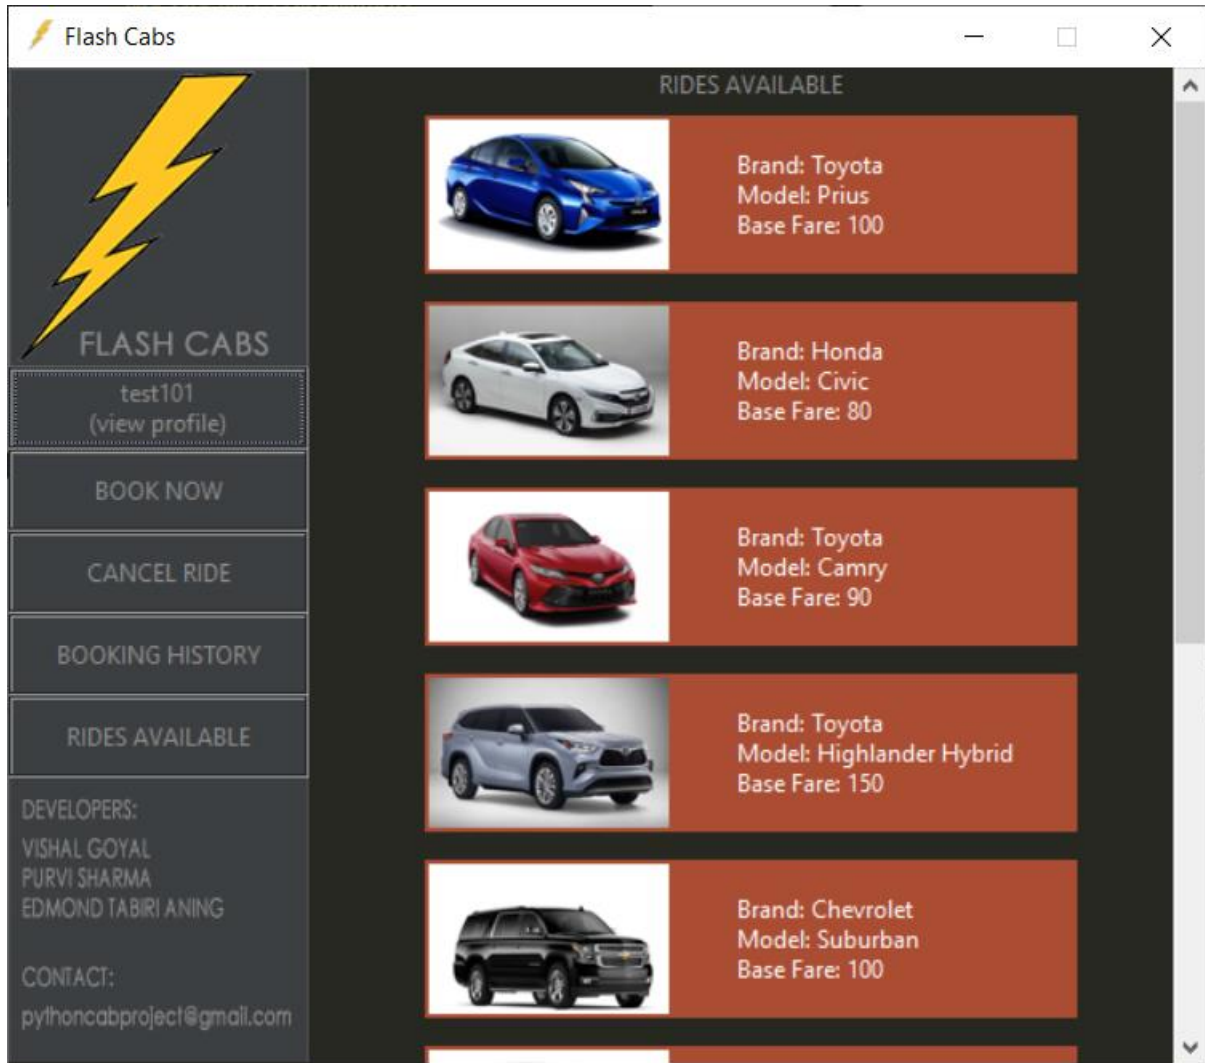 Flash Cabs
FLASH CABS
test101
(view profile)
BOOK NOW
CANCEL RIDE
BOOKING HISTORY
RIDES AVAILABLE
DEVELOPERS:
VISHAL GOYAL
PURVI SHARMA
EDMOND TABIRI ANING
CONTACT:
pythoncabproject@gmail.com
RIDES AVAILABLE
Brand: Toyota
Model: Prius
Base Fare: 100
Brand: Honda
Model: Civic
Base Fare: 80
Brand: Toyota
Model: Camry
Base Fare: 90
Brand: Toyota
Model: Highlander Hybrid
Base Fare: 150
Brand: Chevrolet
Model: Suburban
Base Fare: 100